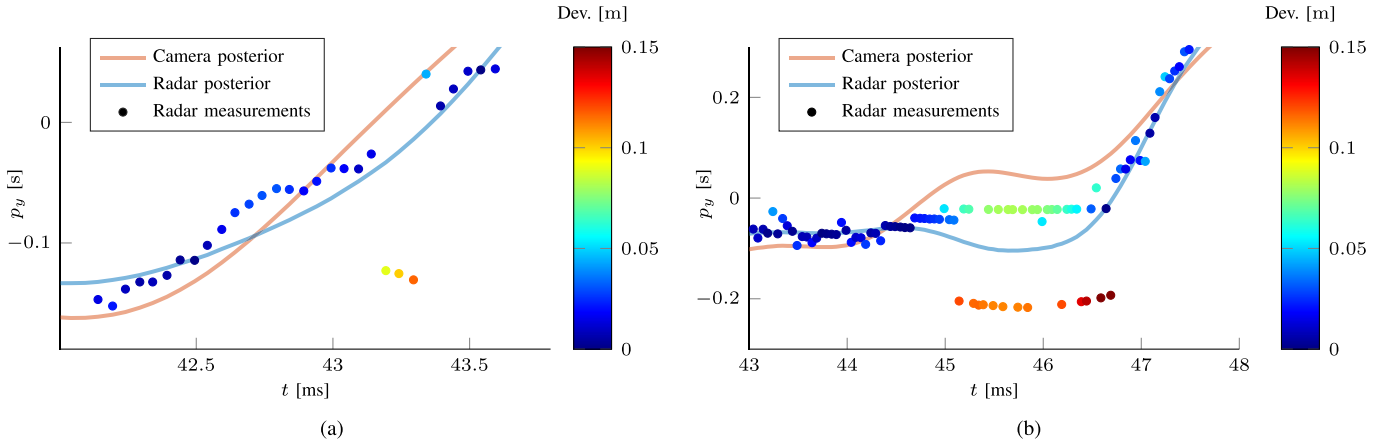 Dev. [m]
Camera posterior
Radar posterior
Radar measurements
0
−0.1
p_y [s]
42.5
43
43.5
t [ms]
0.15
0.10
0.05
0
(a)
Dev. [m]
Camera posterior
Radar posterior
Radar measurements
0.2
0
−0.2
p_y [s]
43
44
45
46
47
48
t [ms]
0.15
0.10
0.05
0
(b)